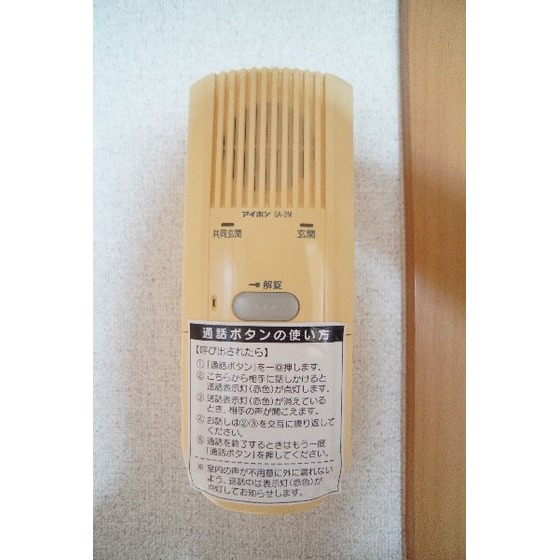 アイホン GA-2M
共同玄関 玄関
解錠
通話ボタンの使い方
【呼び出されたら】
①「通話ボタン」を一回押します。
②こちらから相手に話しかけると
送話表示灯(赤色)が点灯します。
③送話表示灯(赤色)が消えている
とき、相手の声が聞こえます。
④お話しは②③を交互に繰り返して
ください。
⑤通話を終了するときはもう一度
「通話ボタン」を押してください。
※室内の声が不用意に外に漏れない
よう、送話中は表示灯(赤色)が
点灯してお知らせします。